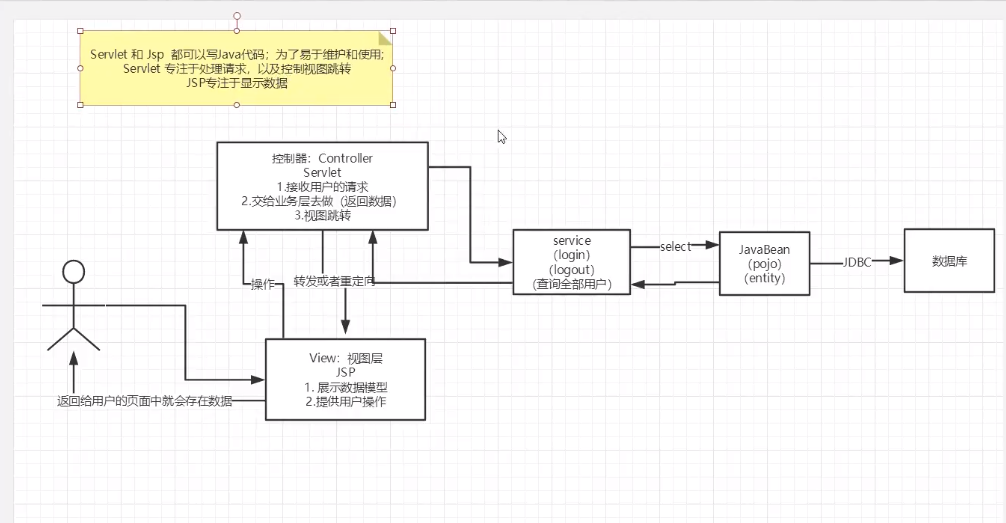 Servlet 和 Jsp 都可以写Java代码；为了易于维护和使用;
Servlet 专注于处理请求，以及控制视图跳转
JSP专注于显示数据
控制器：Controller
Servlet
1.接收用户的请求
2.交给业务层去做（返回数据）
3.视图跳转
service
（login）
（logout）
（查询全部用户）
select
JavaBean
（pojo）
（entity）
JDBC
数据库
操作
转发或者重定向
View：视图层
JSP
1. 展示数据模型
2.提供用户操作
返回给用户的页面中就会存在数据